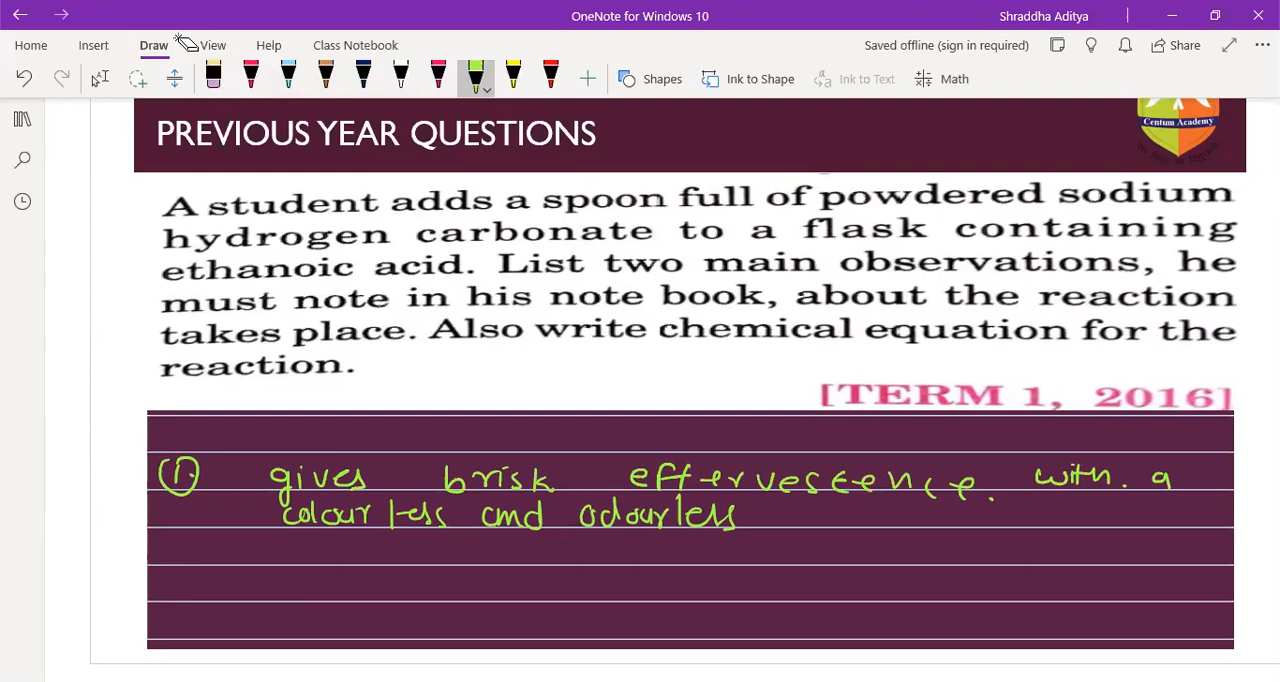 OneNote for Windows 10
Shraddha Aditya
Home Insert Draw View Help Class Notebook
Saved offline (sign in required) Share
Shapes Ink to Shape Ink to Text Math
PREVIOUS YEAR QUESTIONS
Centum Academy
A student adds a spoon full of powdered sodium
hydrogen carbonate to a flask containing
ethanoic acid. List two main observations, he
must note in his note book, about the reaction
takes place. Also write chemical equation for the
reaction.
[TERM 1, 2016]
1. gives brisk effervescence. with. a
colourless and odourless